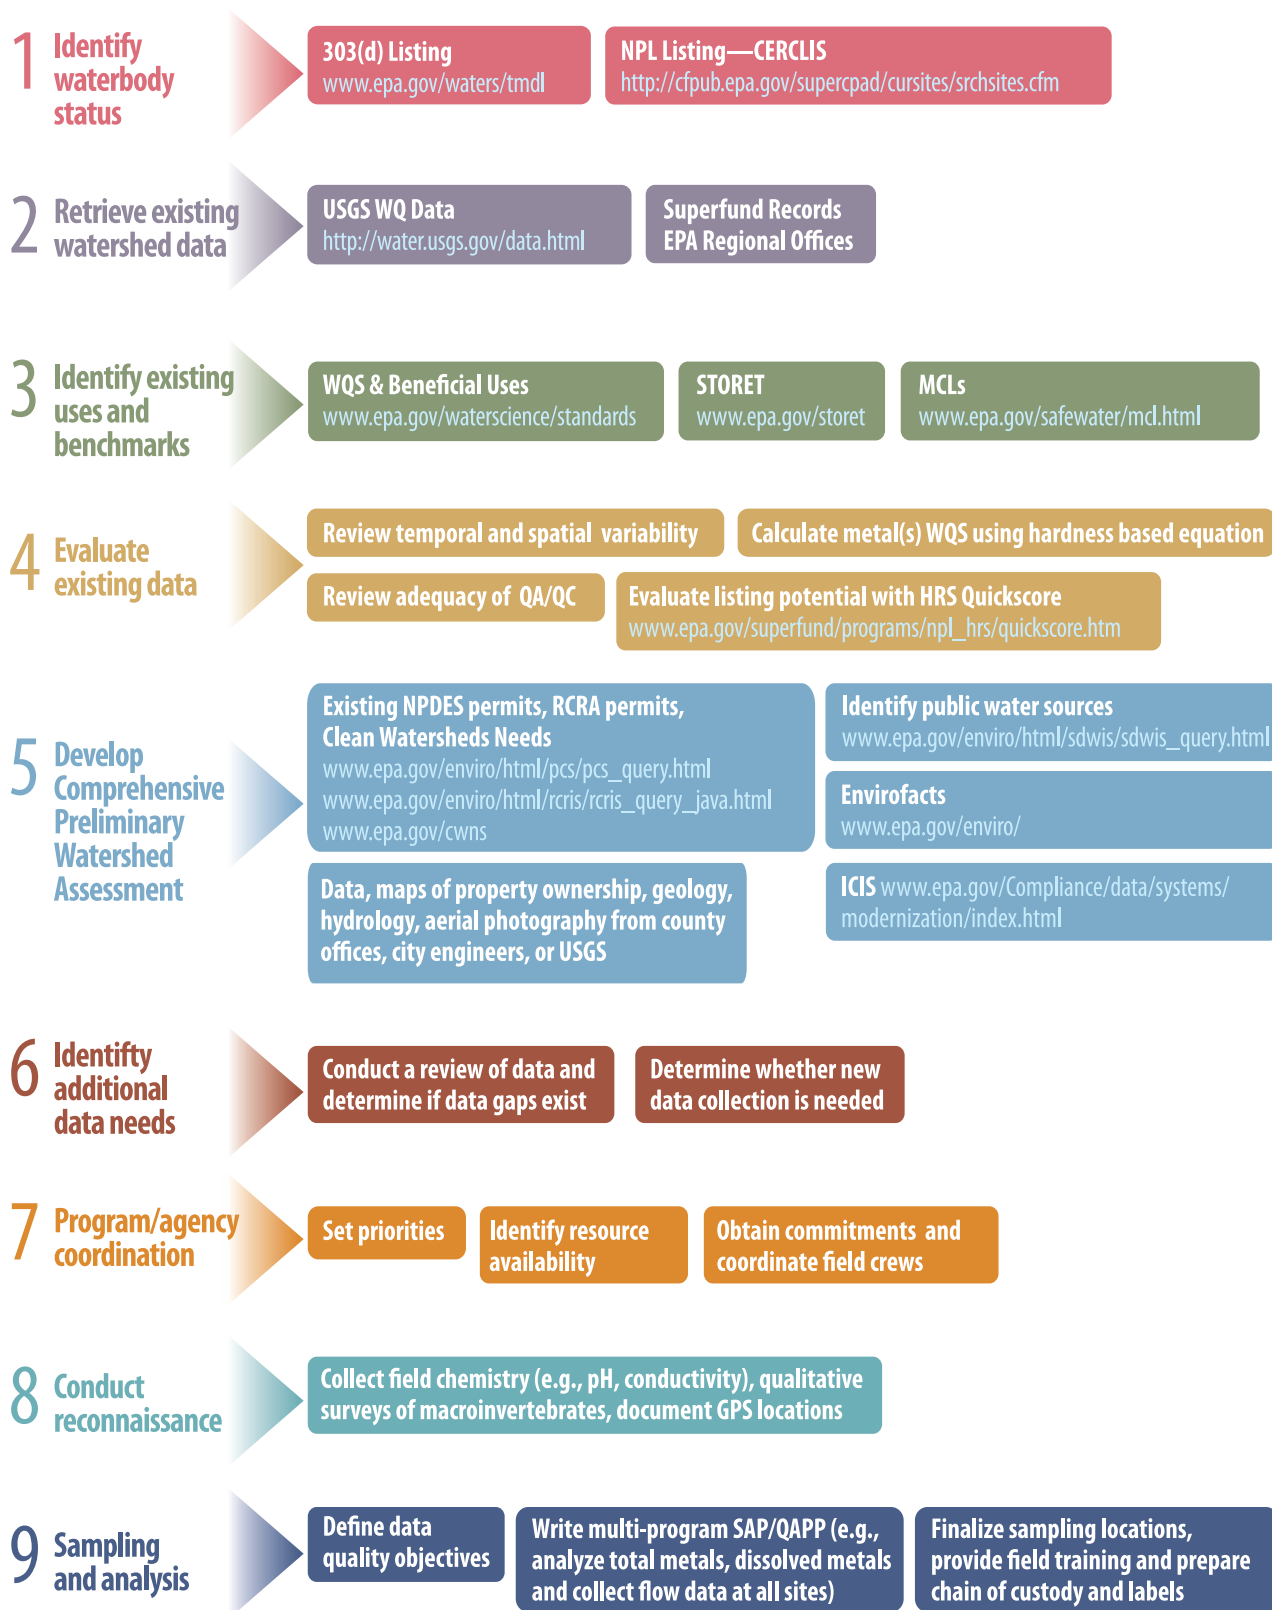 1 Identify
waterbody
status
303(d) Listing
www.epa.gov/waters/tmdl
NPL Listing—CERCLIS
http://cfpub.epa.gov/supercpad/cursites/srchsites.cfm
2 Retrieve existing
watershed data
USGS WQ Data
http://water.usgs.gov/data.html
Superfund Records
EPA Regional Offices
3 Identify existing
uses and
benchmarks
WQS & Beneficial Uses
www.epa.gov/waterscience/standards
STORET
www.epa.gov/storet
MCLs
www.epa.gov/safewater/mcl.html
4 Evaluate
existing data
Review temporal and spatial variability
Calculate metal(s) WQS using hardness based equation
Review adequacy of QA/QC
Evaluate listing potential with HRS Quickscore
www.epa.gov/superfund/programs/npl_hrs/quickscore.htm
5 Develop
Comprehensive
Preliminary
Watershed
Assessment
Existing NPDES permits, RCRA permits,
Clean Watersheds Needs
www.epa.gov/enviro/html/pcs/pcs_query.html
www.epa.gov/enviro/html/rcris/rcris_query_java.html
www.epa.gov/cwns
Identify public water sources
www.epa.gov/enviro/html/sdwis/sdwis_query.html
Envirofacts
www.epa.gov/enviro/
Data, maps of property ownership, geology,
hydrology, aerial photography from county
offices, city engineers, or USGS
ICIS www.epa.gov/Compliance/data/systems/
modernization/index.html
6 Identifty
additional
data needs
Conduct a review of data and
determine if data gaps exist
Determine whether new
data collection is needed
7 Program/agency
coordination
Set priorities
Identify resource
availability
Obtain commitments and
coordinate field crews
8 Conduct
reconnaissance
Collect field chemistry (e.g., pH, conductivity), qualitative
surveys of macroinvertebrates, document GPS locations
9 Sampling
and analysis
Define data
quality objectives
Write multi-program SAP/QAPP (e.g.,
analyze total metals, dissolved metals
and collect flow data at all sites)
Finalize sampling locations,
provide field training and prepare
chain of custody and labels